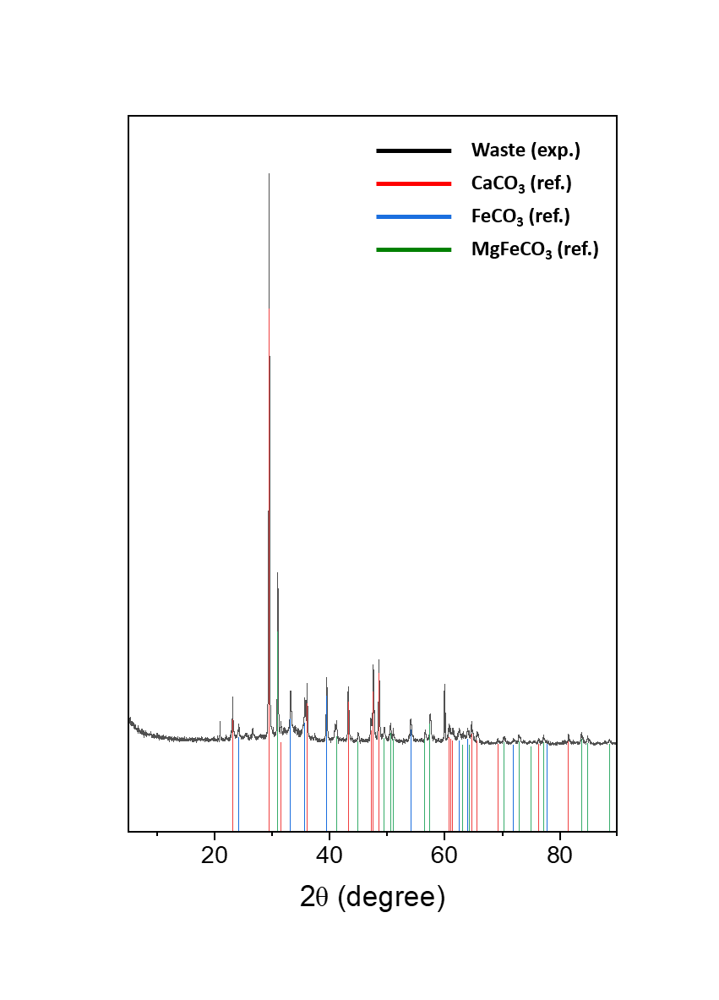 Waste (exp.)
CaCO₃ (ref.)
FeCO₃ (ref.)
MgFeCO₃ (ref.)
20 40 60 80
2θ (degree)